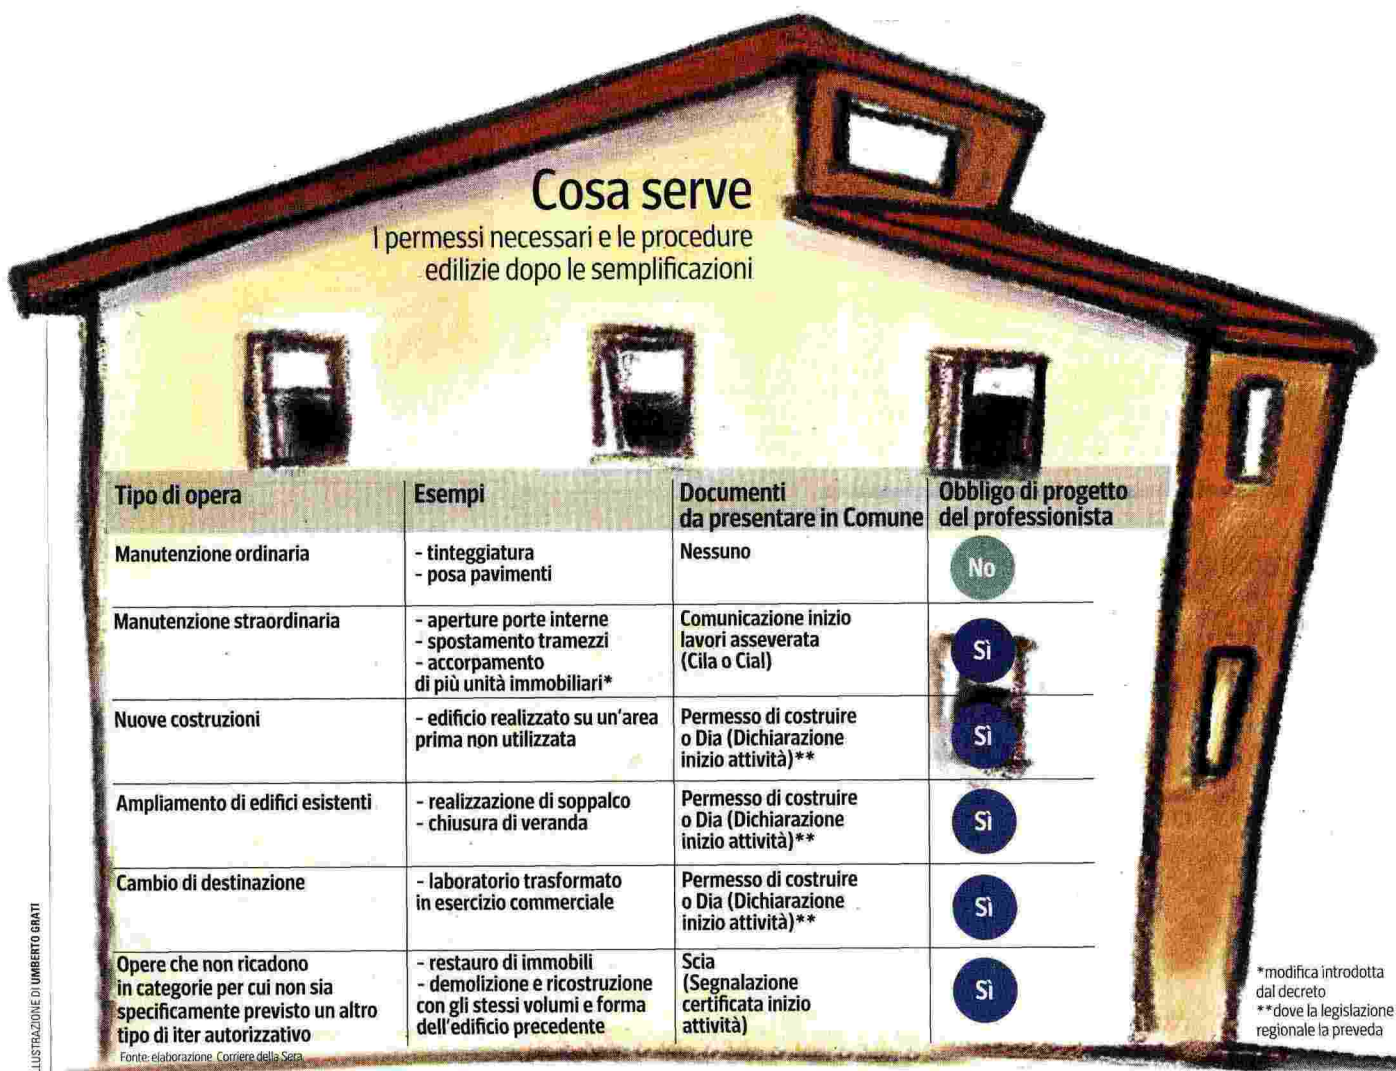 Cosa serve
I permessi necessari e le procedure
edilizie dopo le semplificazioni
Tipo di opera
Esempi
Documenti
da presentare in Comune
Obbligo di progetto
del professionista
Manutenzione ordinaria
- tinteggiatura
- posa pavimenti
Nessuno
No
Manutenzione straordinaria
- aperture porte interne
- spostamento tramezzi
- accorpamento
di più unità immobiliari*
Comunicazione inizio
lavori asseverata
(Cila o Cial)
Sì
Nuove costruzioni
- edificio realizzato su un'area
prima non utilizzata
Permesso di costruire
o Dia (Dichiarazione
inizio attività)**
Sì
Ampliamento di edifici esistenti
- realizzazione di soppalco
- chiusura di veranda
Permesso di costruire
o Dia (Dichiarazione
inizio attività)**
Sì
Cambio di destinazione
- laboratorio trasformato
in esercizio commerciale
Permesso di costruire
o Dia (Dichiarazione
inizio attività)**
Sì
Opere che non ricadono
in categorie per cui non sia
specificamente previsto un altro
tipo di iter autorizzativo
- restauro di immobili
- demolizione e ricostruzione
con gli stessi volumi e forma
dell'edificio precedente
Scia
(Segnalazione
certificata inizio
attività)
Sì
Fonte: elaborazione Corriere della Sera
*modifica introdotta
dal decreto
**dove la legislazione
regionale la preveda
ILLUSTRAZIONE DI UMBERTO GRATI